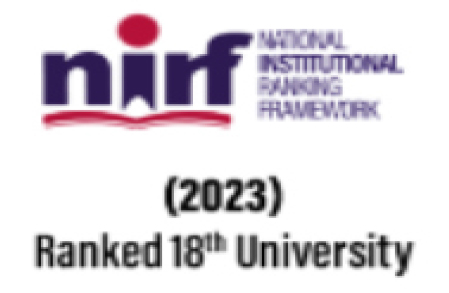 nirf
NATIONAL
INSTITUTIONAL
RANKING
FRAMEWORK
(2023)
Ranked 18th University